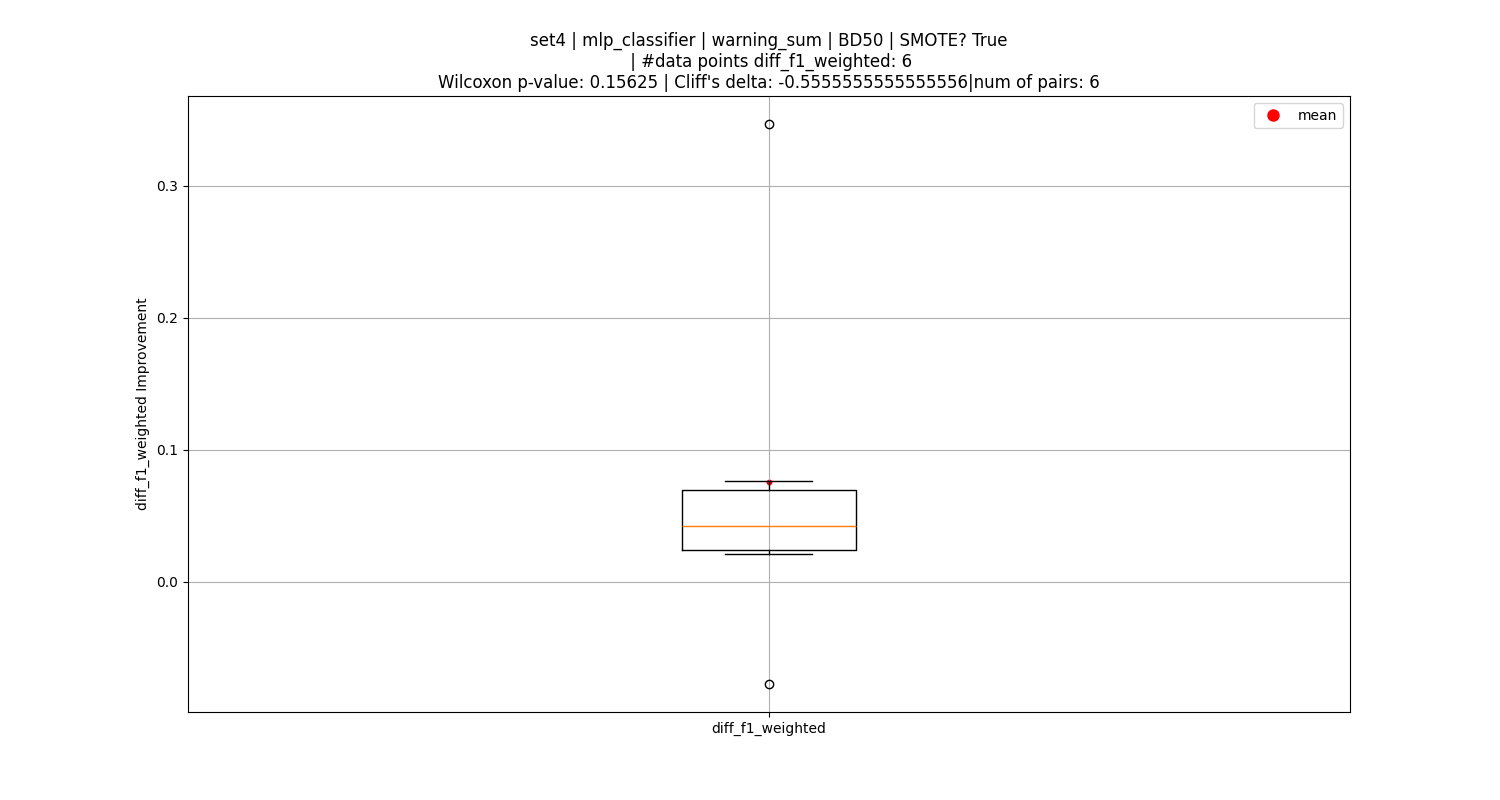 set4 | mlp_classifier | warning_sum | BD50 | SMOTE? True
| #data points diff_f1_weighted: 6
Wilcoxon p-value: 0.15625 | Cliff's delta: -0.5555555555555556|num of pairs: 6
mean
0.3
0.2
0.1
0.0
diff_f1_weighted Improvement
diff_f1_weighted